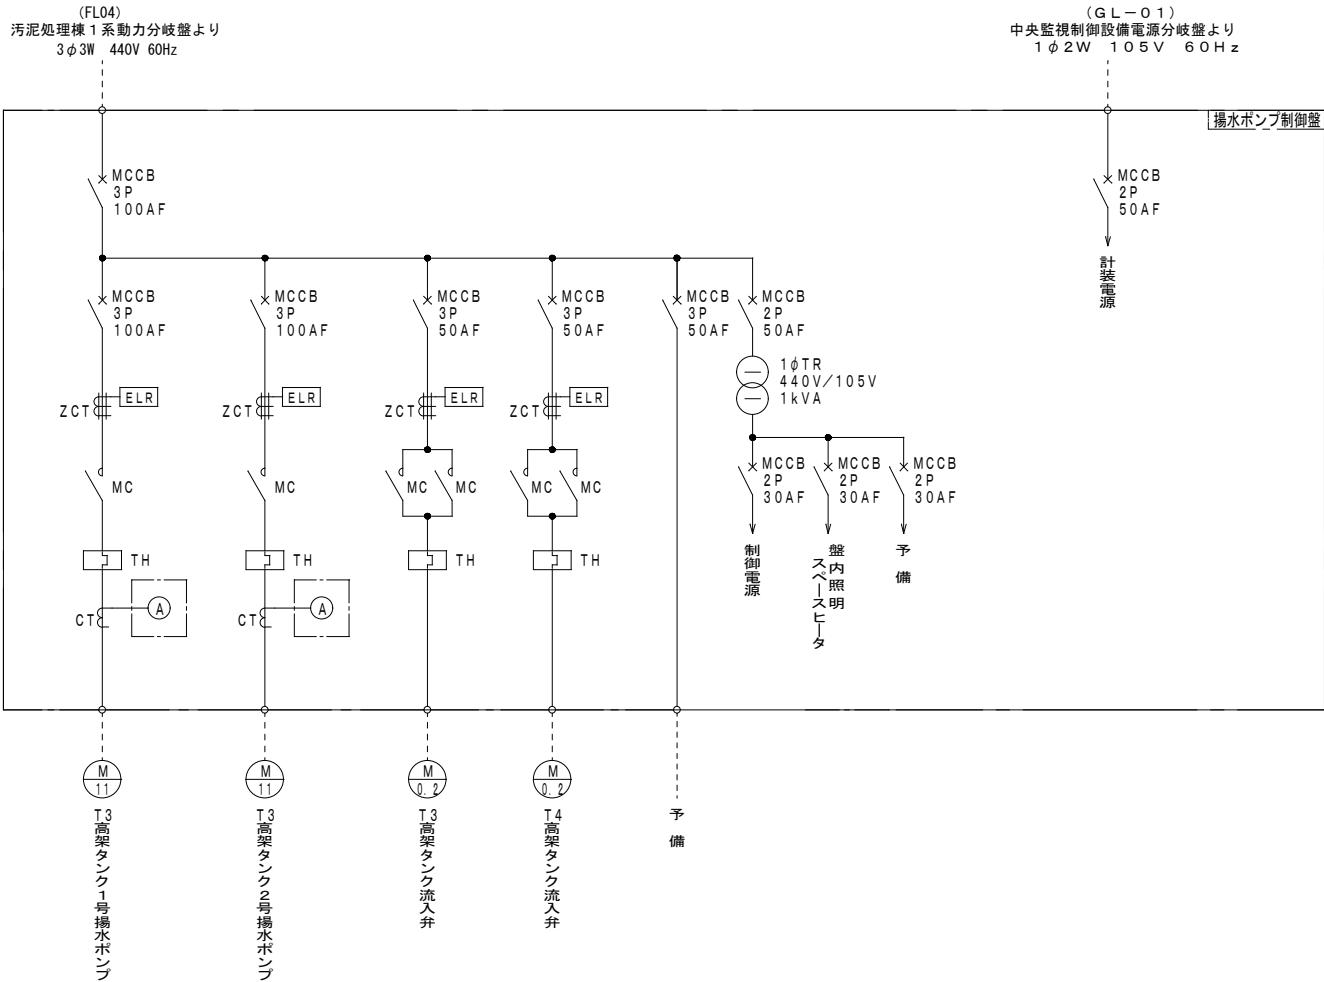 (FL04)
汚泥処理棟１系動力分岐盤より
3φ3W 440V 60Hz
(ＧＬ－０１)
中央監視制御設備電源分岐盤より
１φ２Ｗ １０５Ｖ ６０Ｈｚ
揚水ポンプ制御盤
MCCB
3P
100AF
MCCB
2P
50AF
計装電源
MCCB
3P
100AF
MCCB
3P
100AF
MCCB
3P
50AF
MCCB
3P
50AF
MCCB
3P
50AF
MCCB
2P
50AF
1φTR
440V/105V
1kVA
ZCT
ELR
ZCT
ELR
ZCT
ELR
ZCT
ELR
MC
MC
MC
MC
MC
MC
MCCB
2P
30AF
MCCB
2P
30AF
MCCB
2P
30AF
制御電源
盤内照明
スペースヒータ
予備
TH
TH
TH
TH
CT
A
CT
A
M
11
M
11
M
0.2
M
0.2
T3
高架タンク1号揚水ポンプ
T3
高架タンク2号揚水ポンプ
T3
高架タンク流入弁
T4
高架タンク流入弁
予備